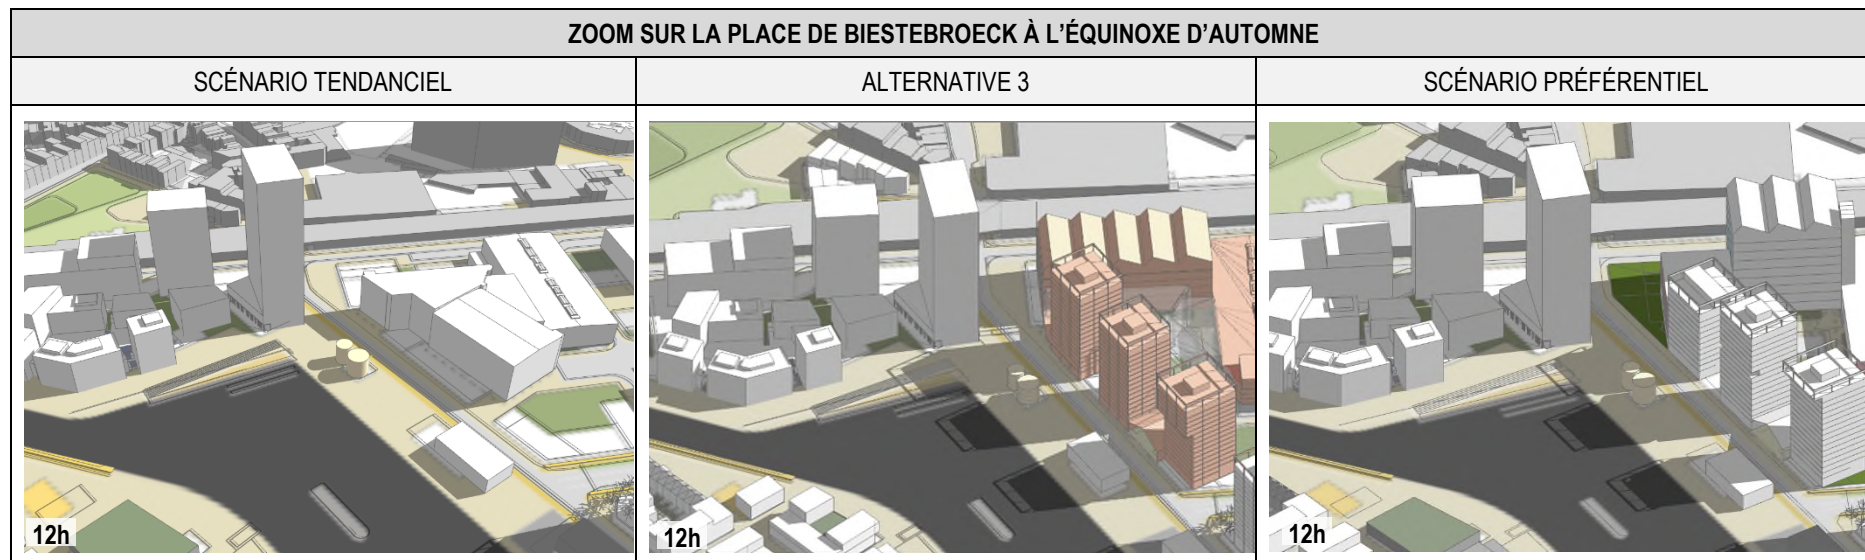 ZOOM SUR LA PLACE DE BIESTEBROECK À L’ÉQUINOXE D’AUTOMNE
SCÉNARIO TENDANCIEL
ALTERNATIVE 3
SCÉNARIO PRÉFÉRENTIEL
12h
12h
12h